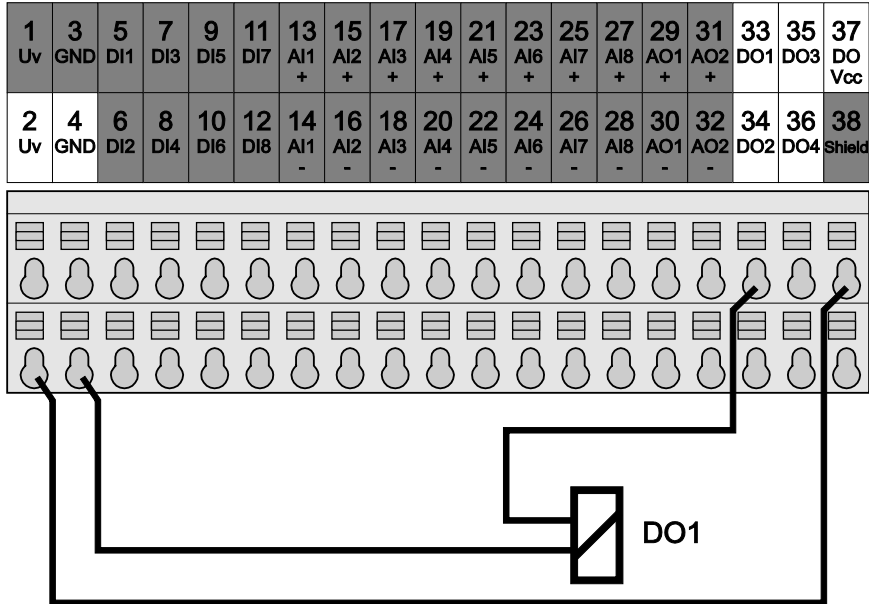 1 3 5 7 9 11 13 15 17 19 21 23 25 27 29 31 33 35 37
Uv GND DI1 DI3 DI5 DI7 AI1 AI2 AI3 AI4 AI5 AI6 AI7 AI8 AO1 AO2 DO1 DO3 DO
+ + + + + + + + + + Vcc
2 4 6 8 10 12 14 16 18 20 22 24 26 28 30 32 34 36 38
Uv GND DI2 DI4 DI6 DI8 AI1 AI2 AI3 AI4 AI5 AI6 AI7 AI8 AO1 AO2 DO2 DO4 Shield
- - - - - - - - - -
DO1